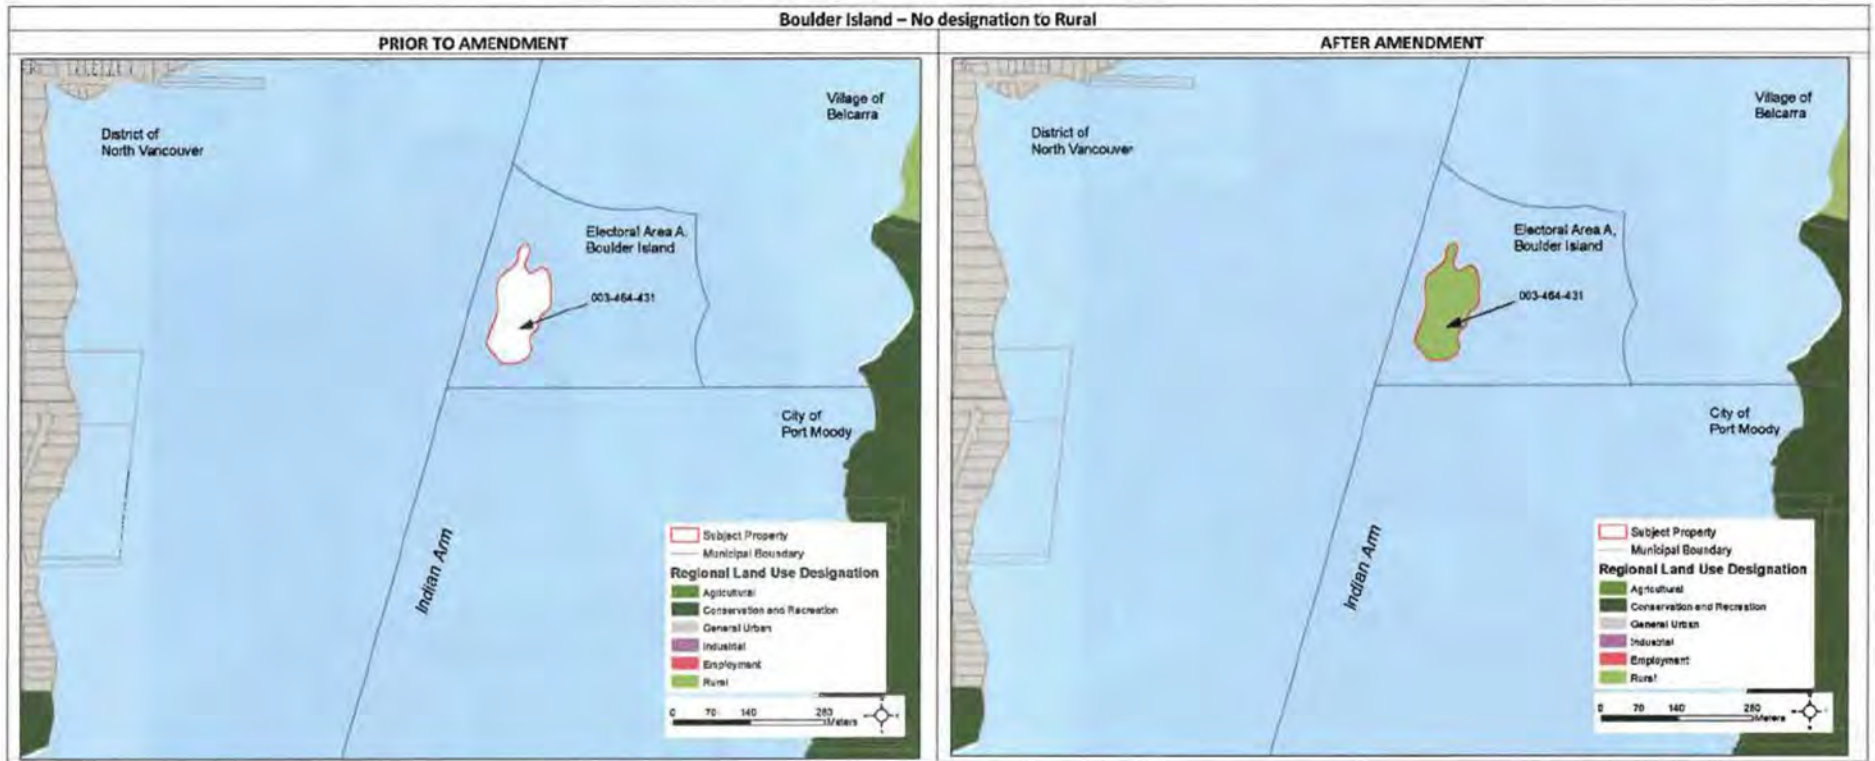 Boulder Island – No designation to Rural
PRIOR TO AMENDMENT
District of
North Vancouver
Village of
Belcarra
Electoral Area A,
Boulder Island
003-464-431
City of
Port Moody
Indian Arm
Subject Property
Municipal Boundary
Regional Land Use Designation
Agricultural
Conservation and Recreation
General Urban
Industrial
Employment
Rural
0 70 140 280
Meters
AFTER AMENDMENT
District of
North Vancouver
Village of
Belcarra
Electoral Area A,
Boulder Island
003-464-431
City of
Port Moody
Indian Arm
Subject Property
Municipal Boundary
Regional Land Use Designation
Agricultural
Conservation and Recreation
General Urban
Industrial
Employment
Rural
0 70 140 280
Meters